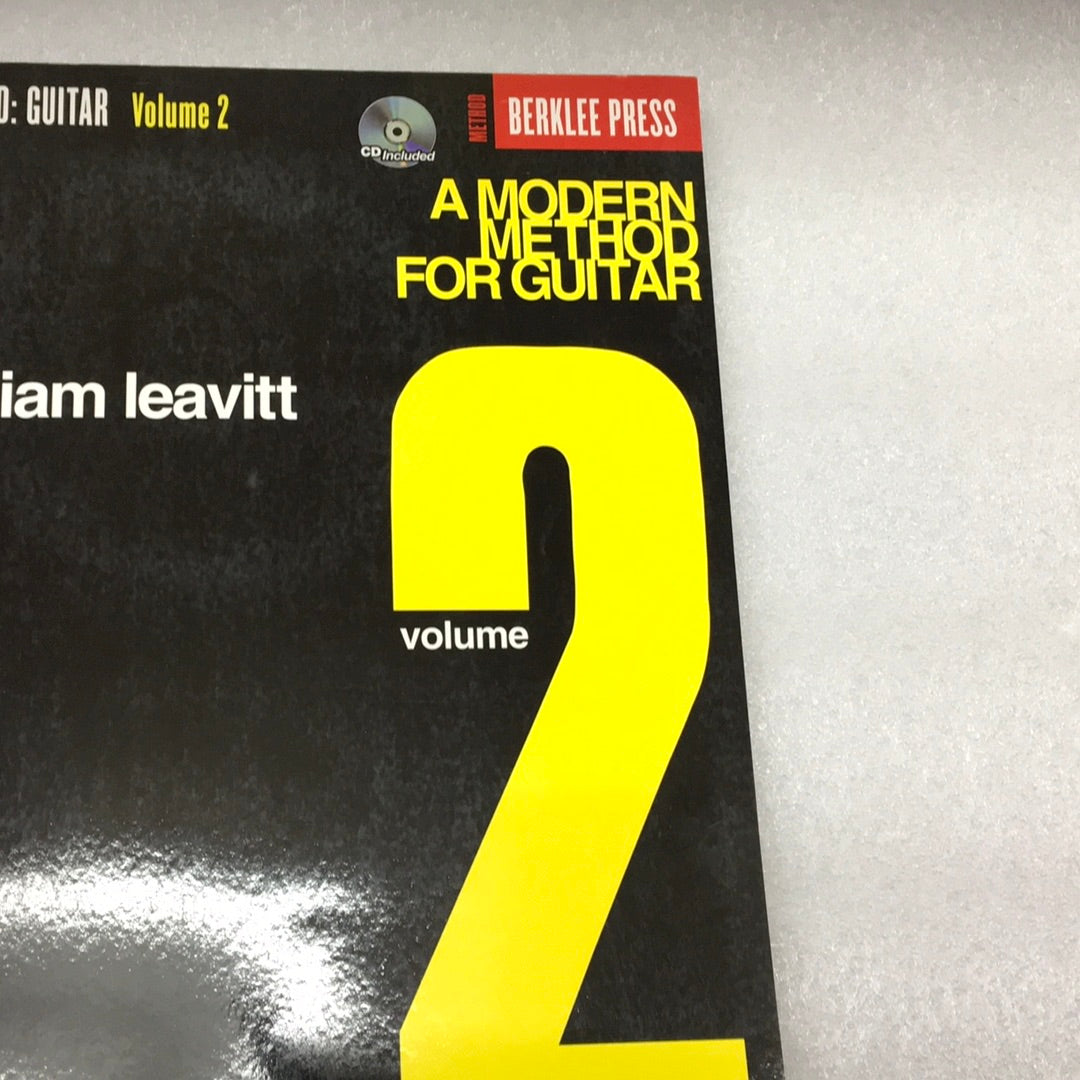 D: GUITAR Volume 2
CD Included
METHOD
BERKLEE PRESS
A MODERN
METHOD
FOR GUITAR
iam leavitt
2
volume